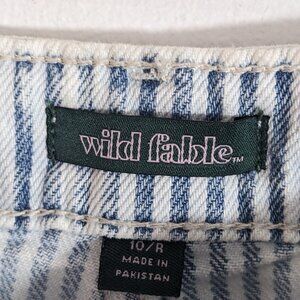 wild fable™
10/R
MADE IN
PAKISTAN